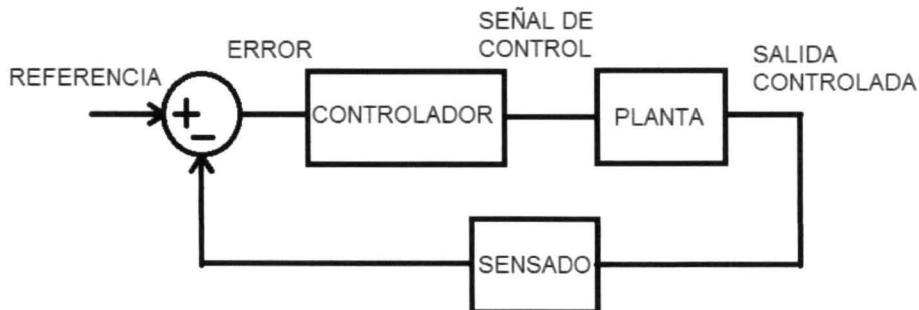 REFERENCIA
ERROR
CONTROLADOR
SEÑAL DE
CONTROL
PLANTA
SALIDA
CONTROLADA
SENSADO